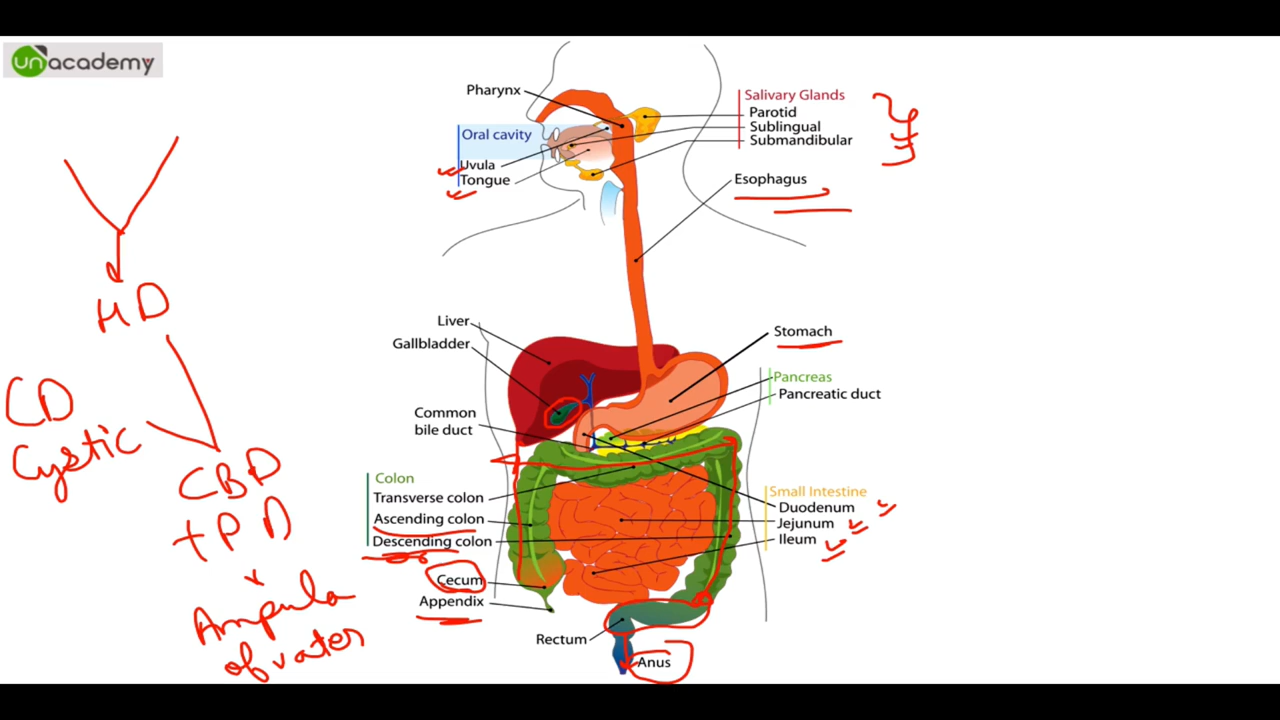 unacademy
Pharynx
Oral cavity
Uvula
Tongue
Salivary Glands
Parotid
Sublingual
Submandibular
Esophagus
Liver
Gallbladder
Common
bile duct
Stomach
Pancreas
Pancreatic duct
Colon
Transverse colon
Ascending colon
Descending colon
Cecum
Appendix
Rectum
Anus
Small Intestine
Duodenum
Jejunum
Ileum
HD
CD
Cystic
CBD
+ PD
Ampula
of vater